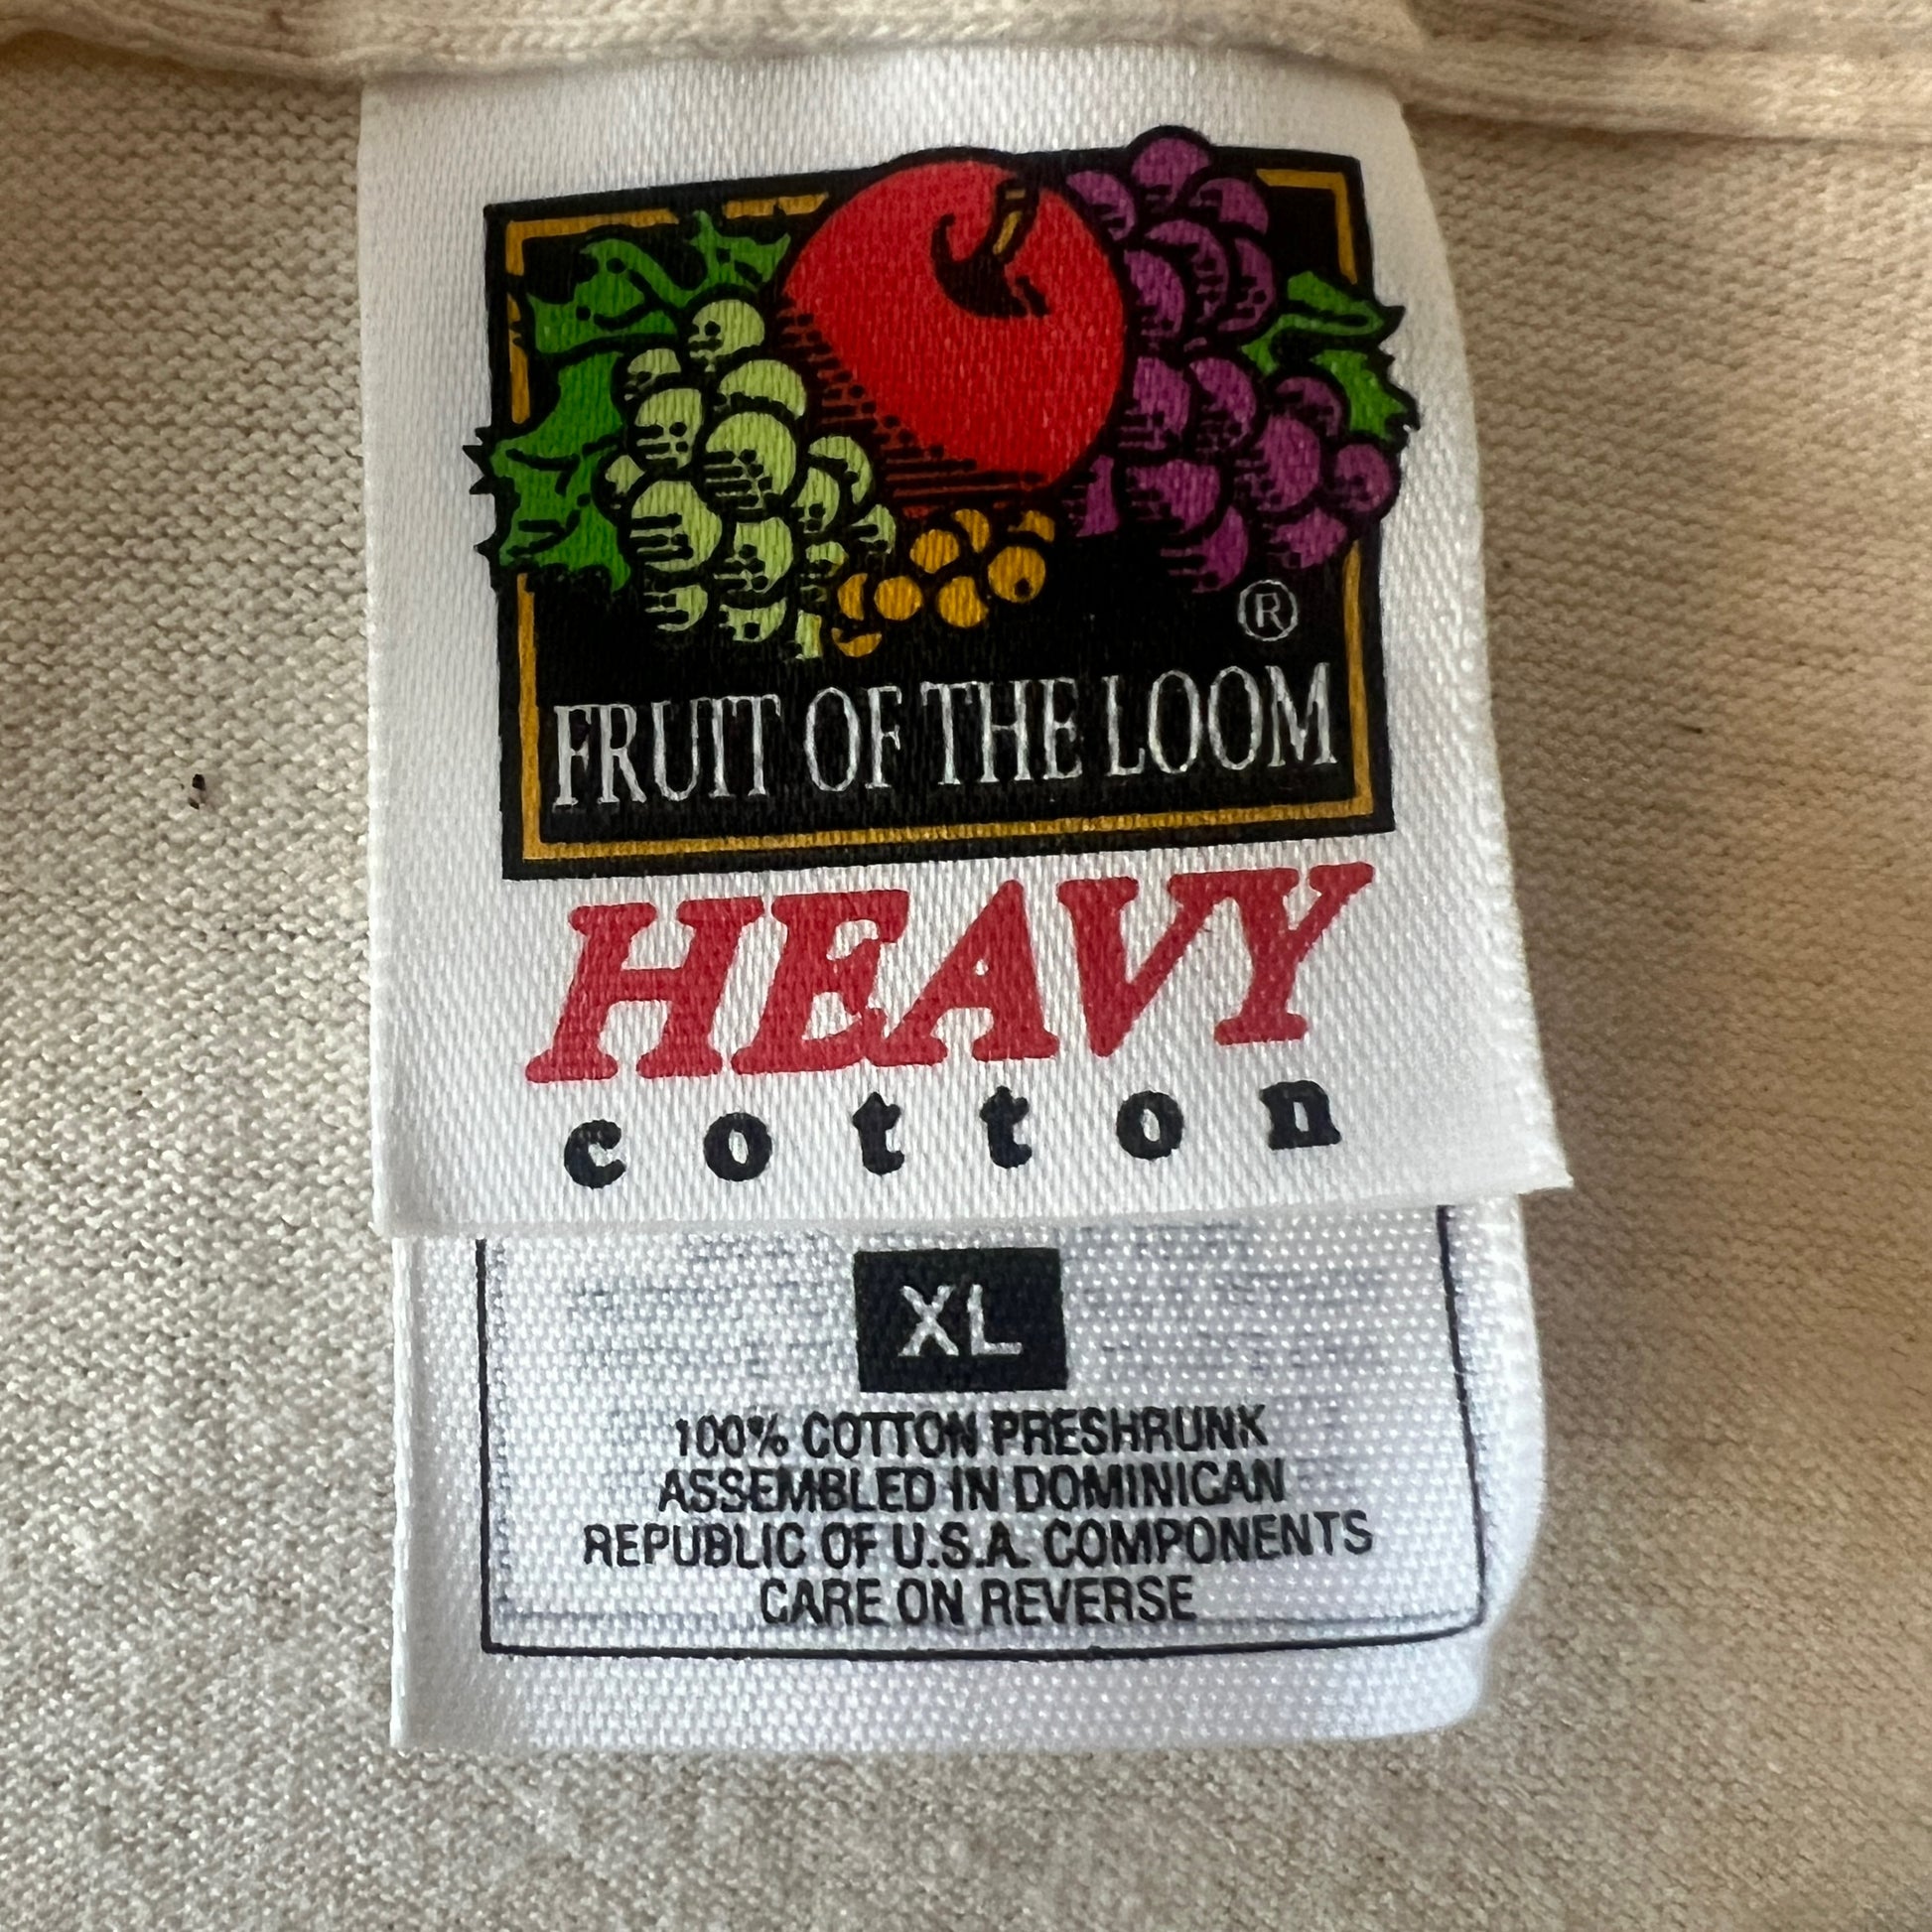 ®
FRUIT OF THE LOOM
HEAVY
cotton
XL
100% COTTON PRESHRUNK
ASSEMBLED IN DOMINICAN
REPUBLIC OF U.S.A. COMPONENTS
CARE ON REVERSE